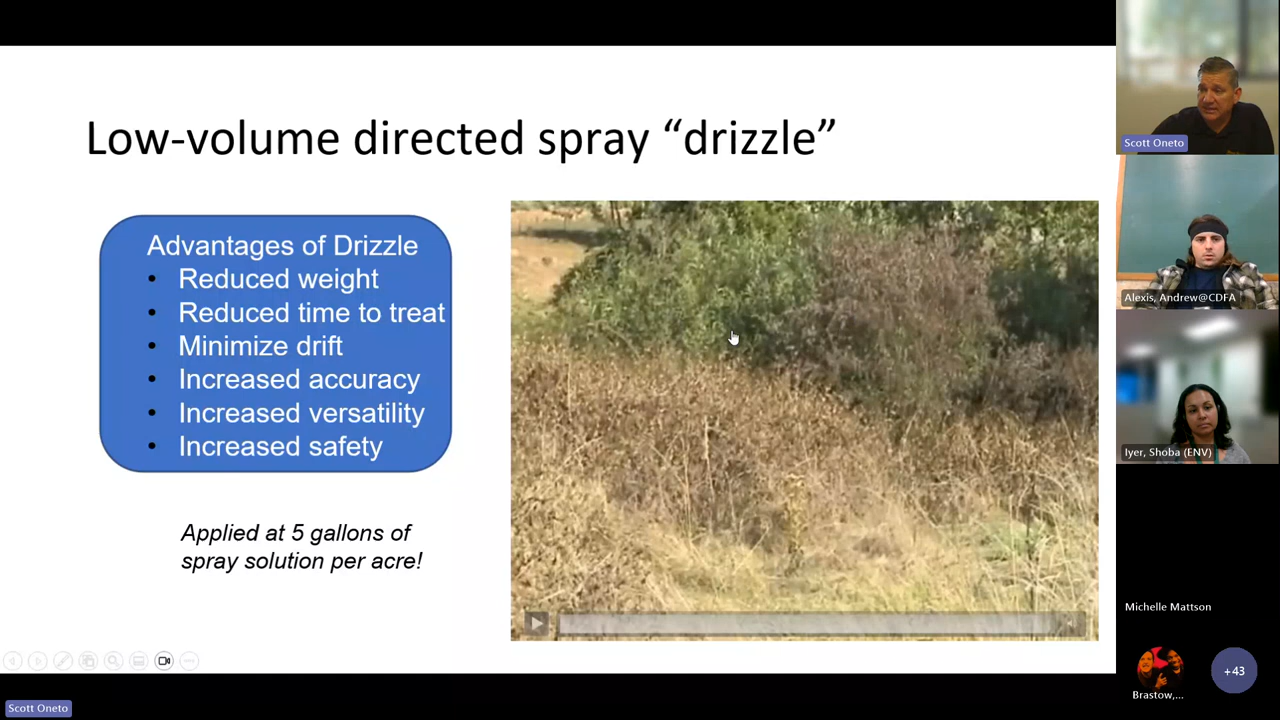 Low-volume directed spray “drizzle”
Advantages of Drizzle
• Reduced weight
• Reduced time to treat
• Minimize drift
• Increased accuracy
• Increased versatility
• Increased safety
Applied at 5 gallons of
spray solution per acre!
Scott Oneto
Alexis, Andrew@CDFA
Iyer, Shoba (ENV)
Michelle Mattson
Brastow,...
+43
Scott Oneto